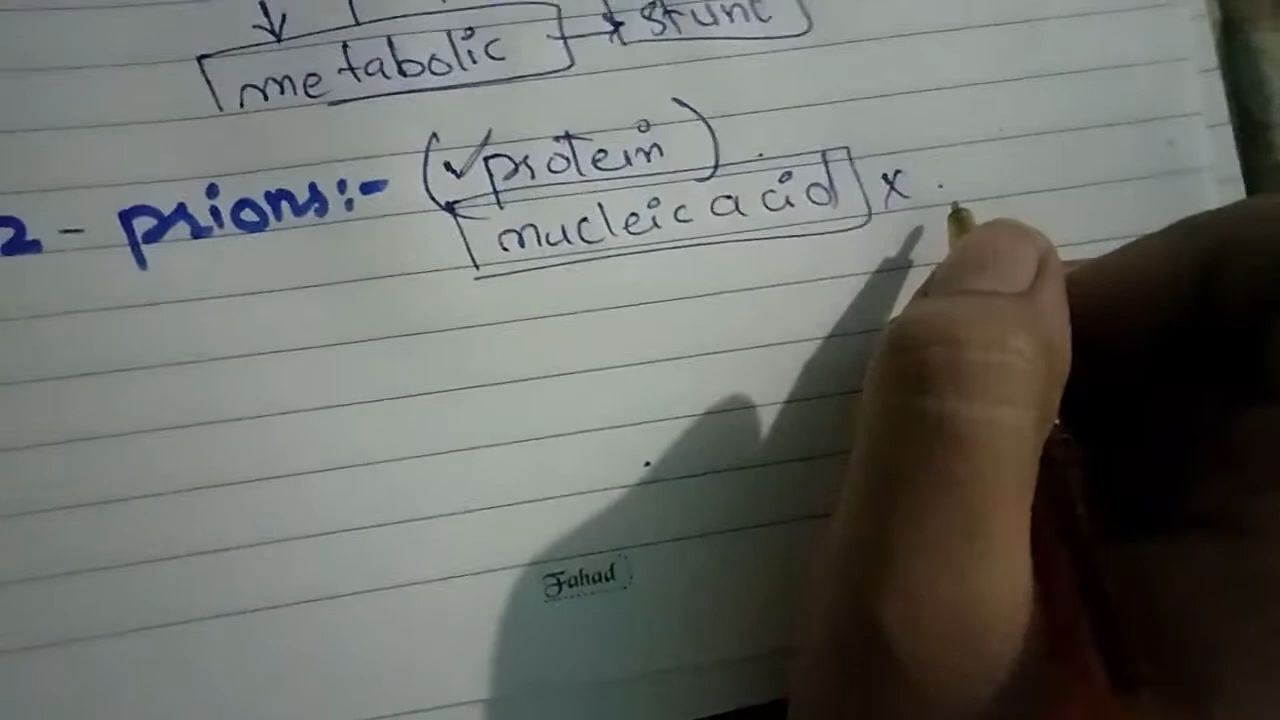 metabolic → stunt
2 - prions:- (✓protein)
nucleic acid x
Fahad